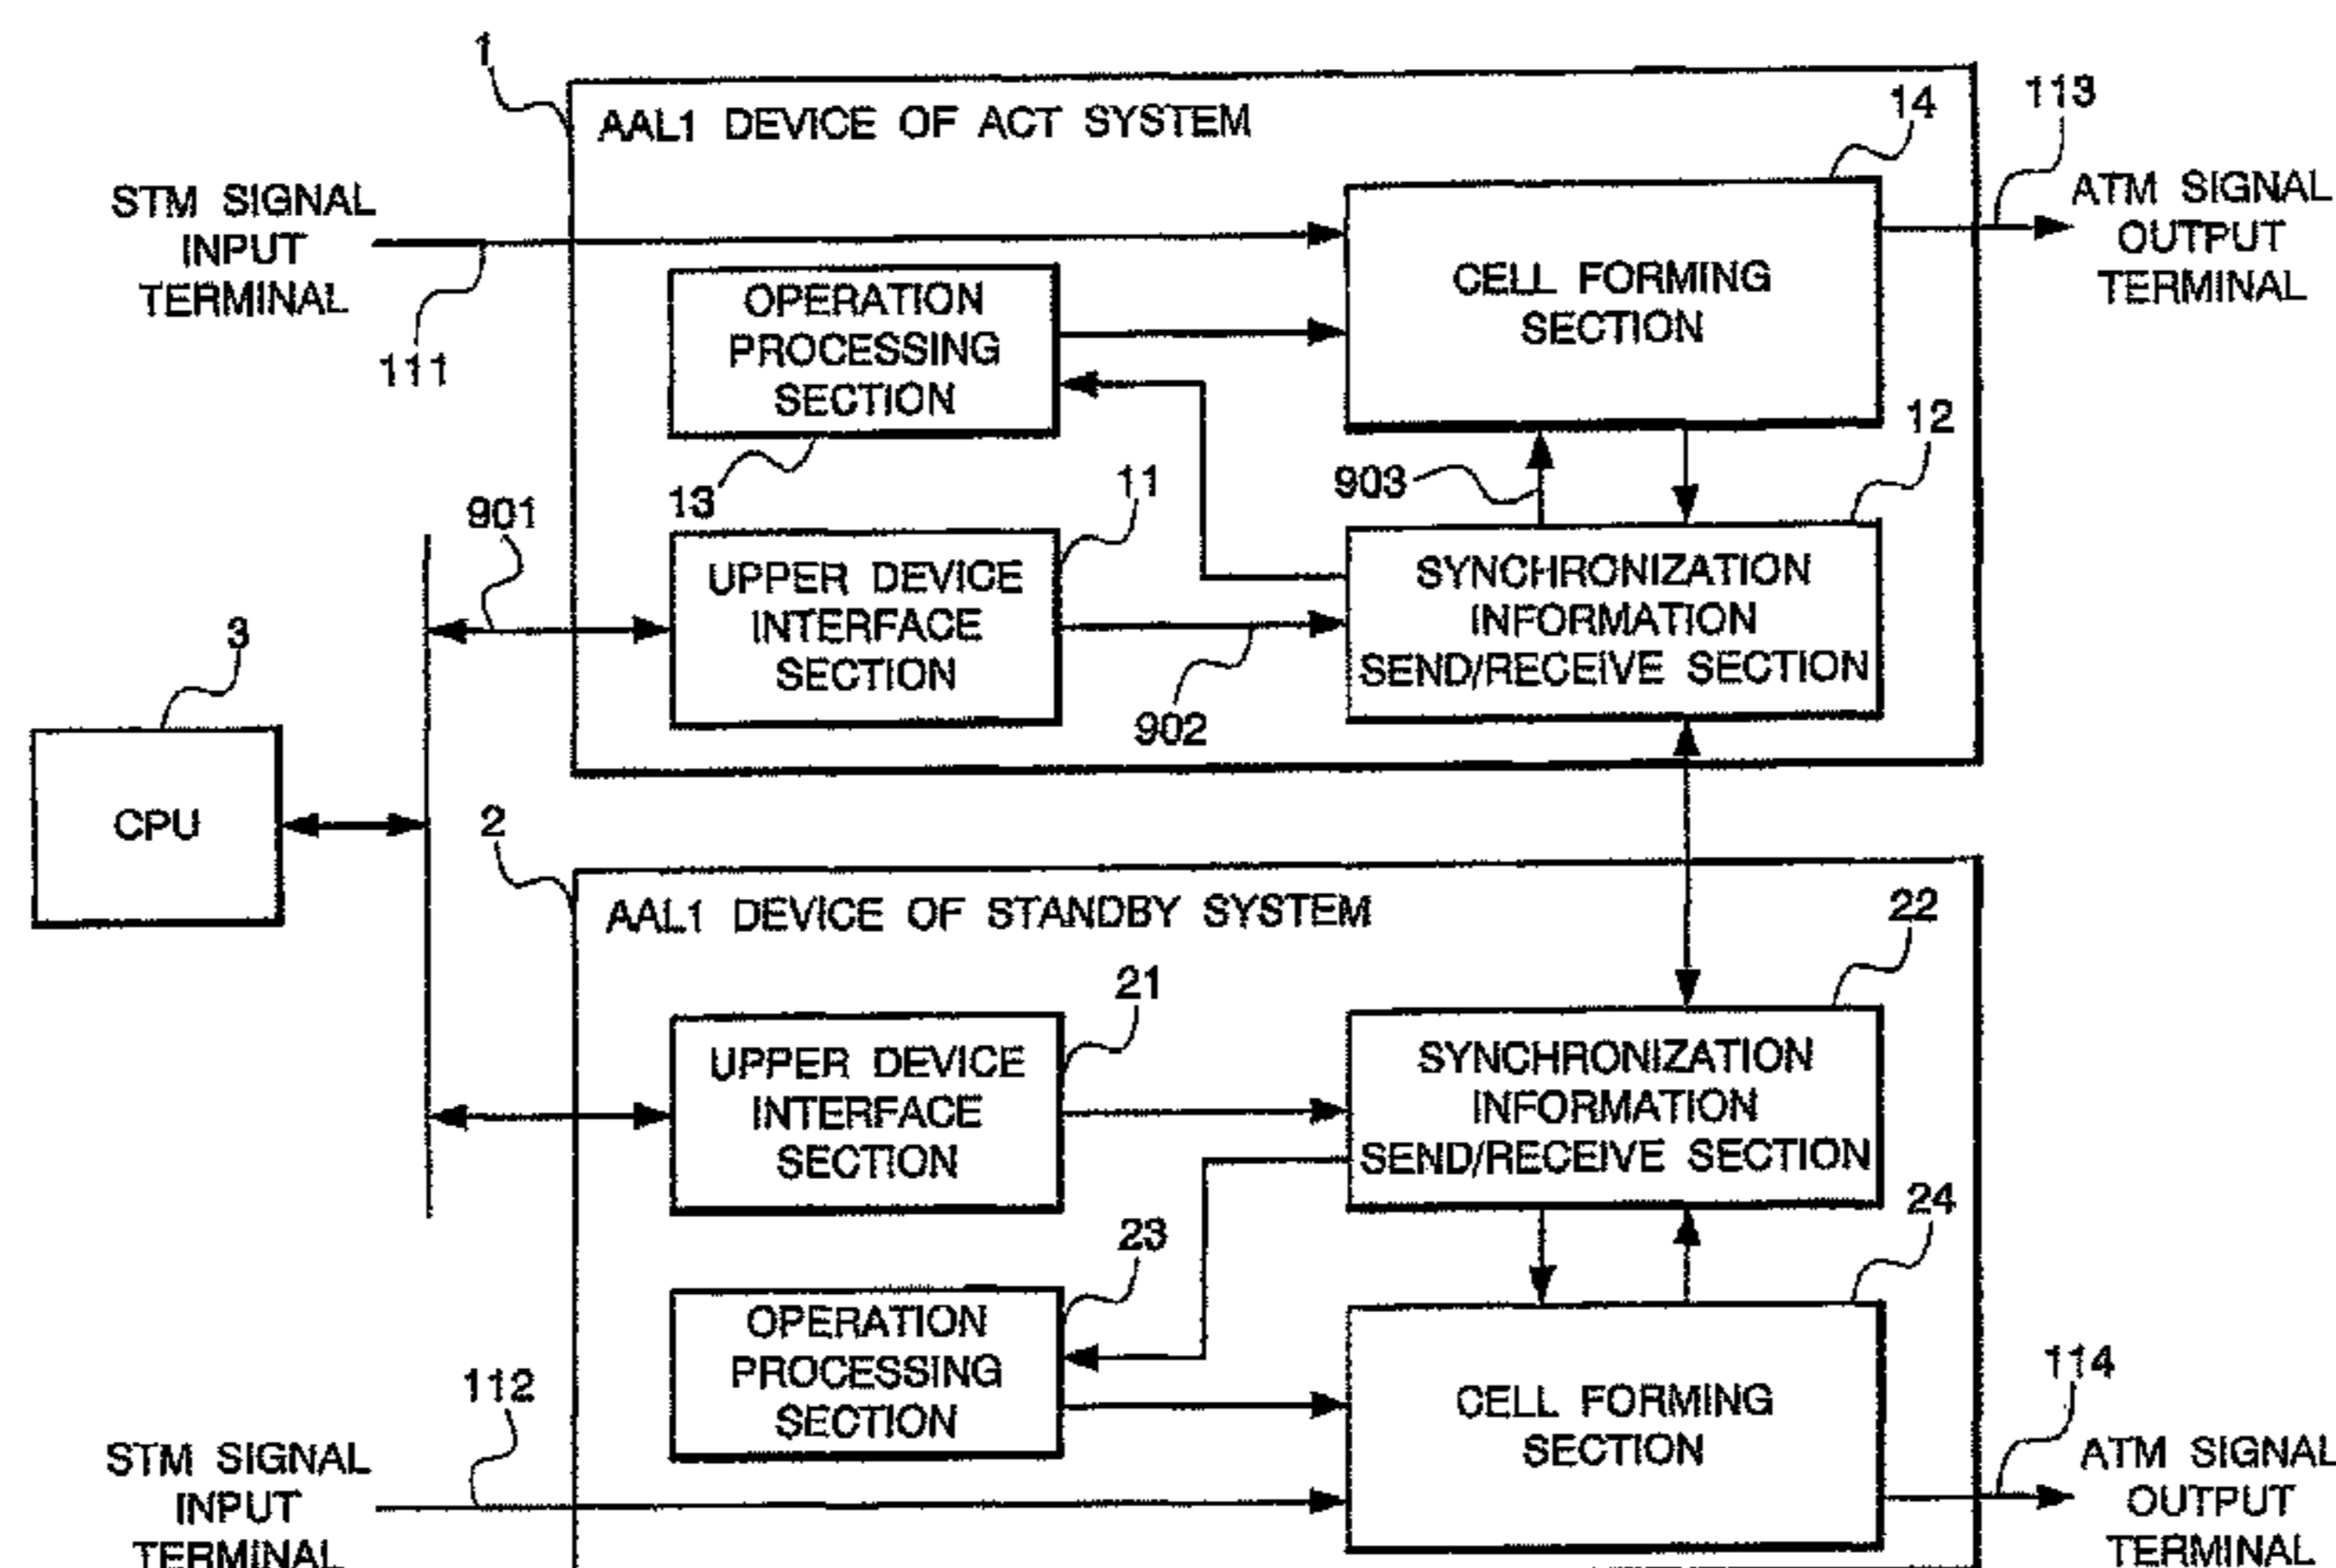 1
AAL1 DEVICE OF ACT SYSTEM
14
113
STM SIGNAL
INPUT
TERMINAL
111
ATM SIGNAL
OUTPUT
TERMINAL
CELL FORMING
SECTION
OPERATION
PROCESSING
SECTION
13
11
903
12
901
UPPER DEVICE
INTERFACE
SECTION
902
SYNCHRONIZATION
INFORMATION
SEND/RECEIVE SECTION
3
CPU
2
AAL1 DEVICE OF STANDBY SYSTEM
22
21
UPPER DEVICE
INTERFACE
SECTION
SYNCHRONIZATION
INFORMATION
SEND/RECEIVE SECTION
24
23
OPERATION
PROCESSING
SECTION
CELL FORMING
SECTION
112
STM SIGNAL
INPUT
TERMINAL
114
ATM SIGNAL
OUTPUT
TERMINAL